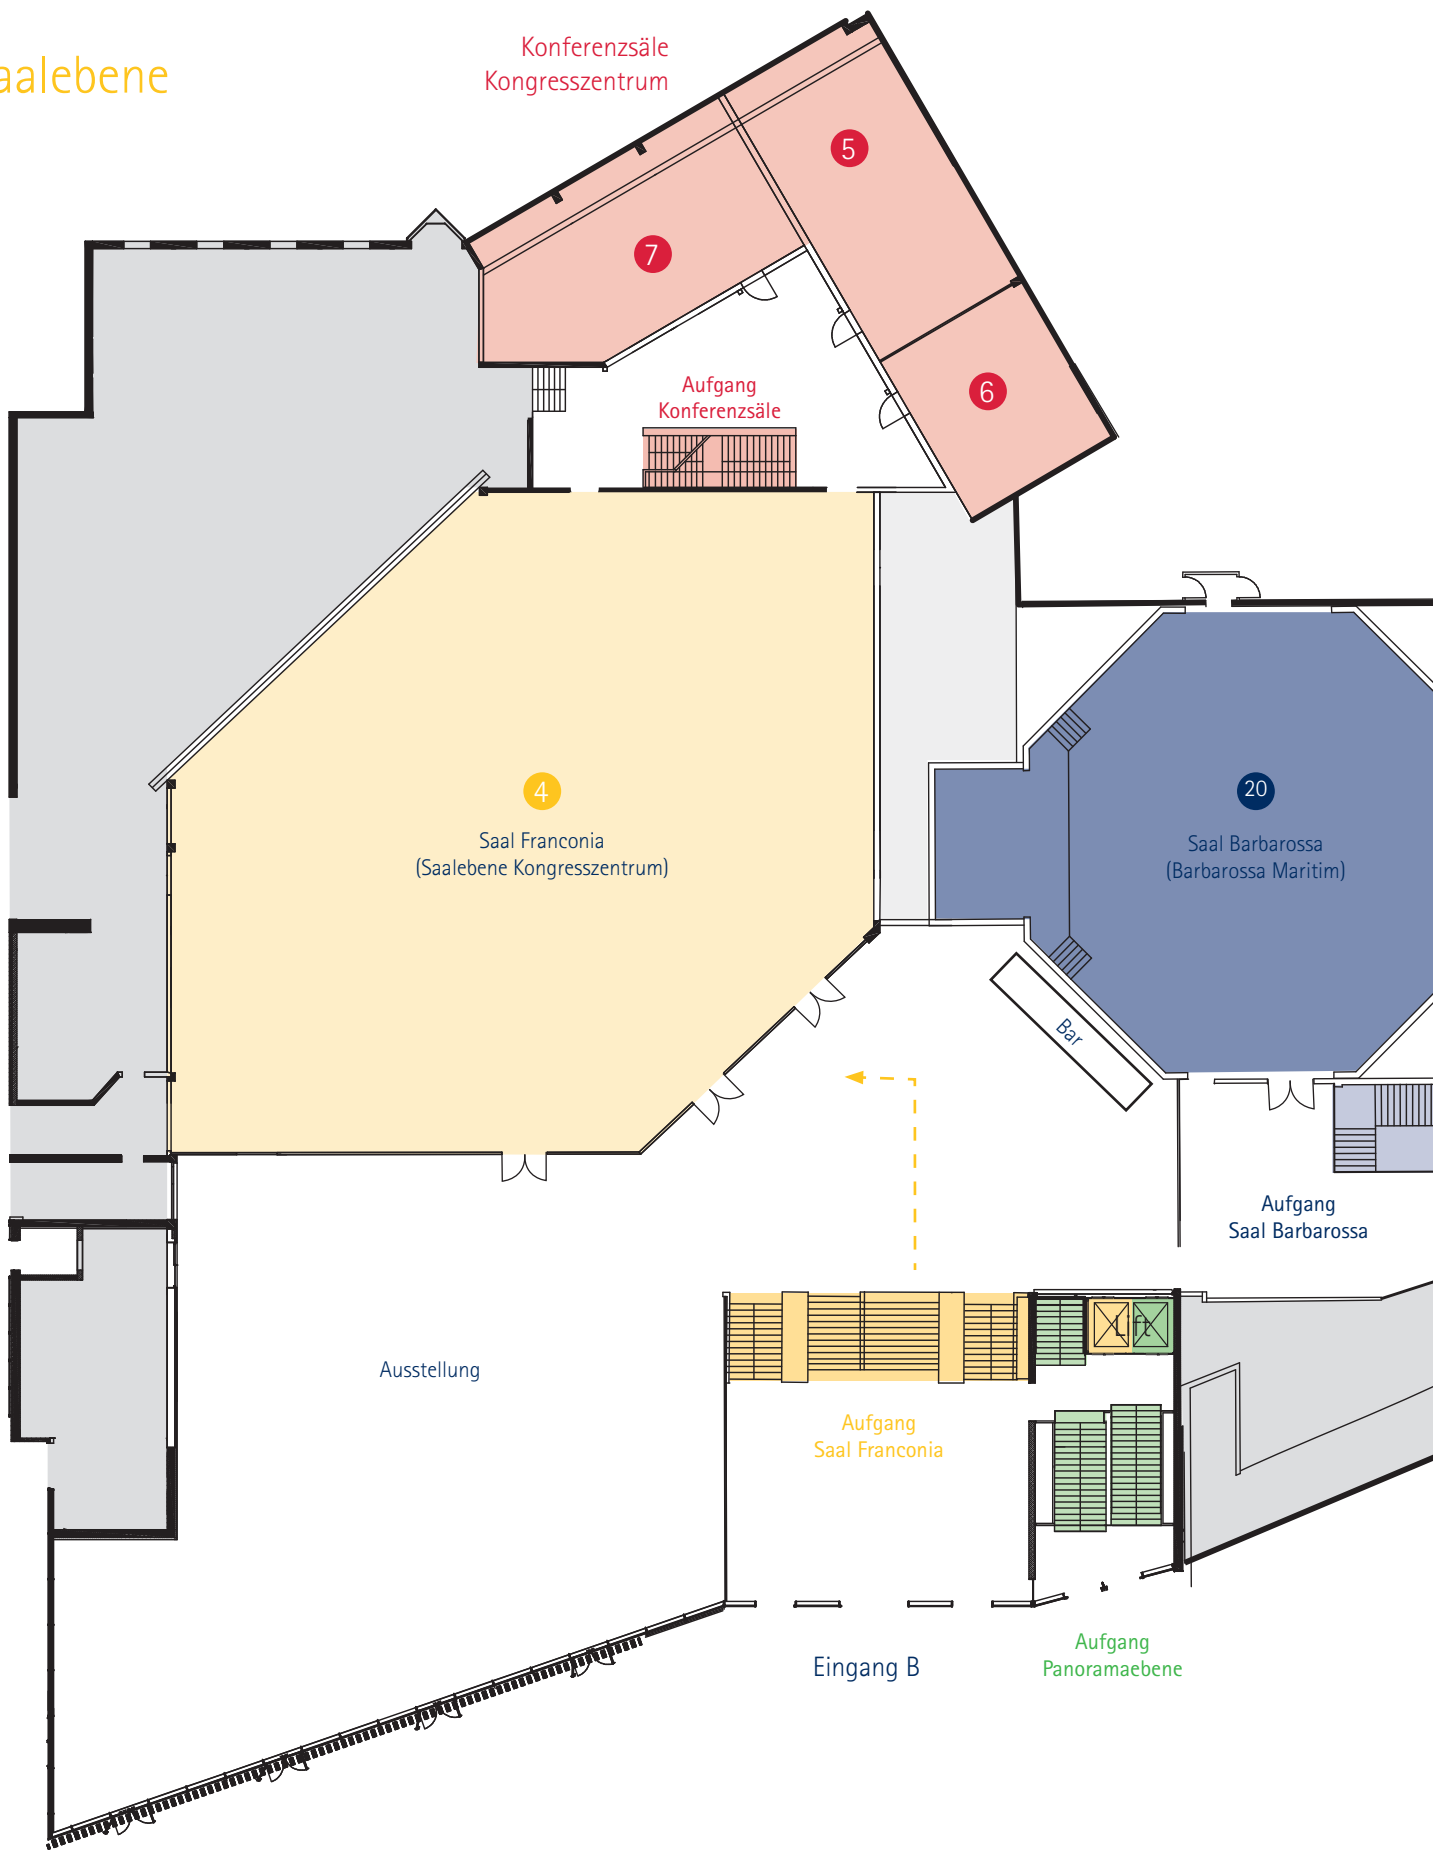 aalebene
Konferenzsäle
Kongresszentrum
5
7
6
Aufgang
Konferenzsäle
4
Saal Franconia
(Saalebene Kongresszentrum)
20
Saal Barbarossa
(Barbarossa Maritim)
Bar
Aufgang
Saal Barbarossa
Lift
Ausstellung
Aufgang
Saal Franconia
Eingang B
Aufgang
Panoramaebene